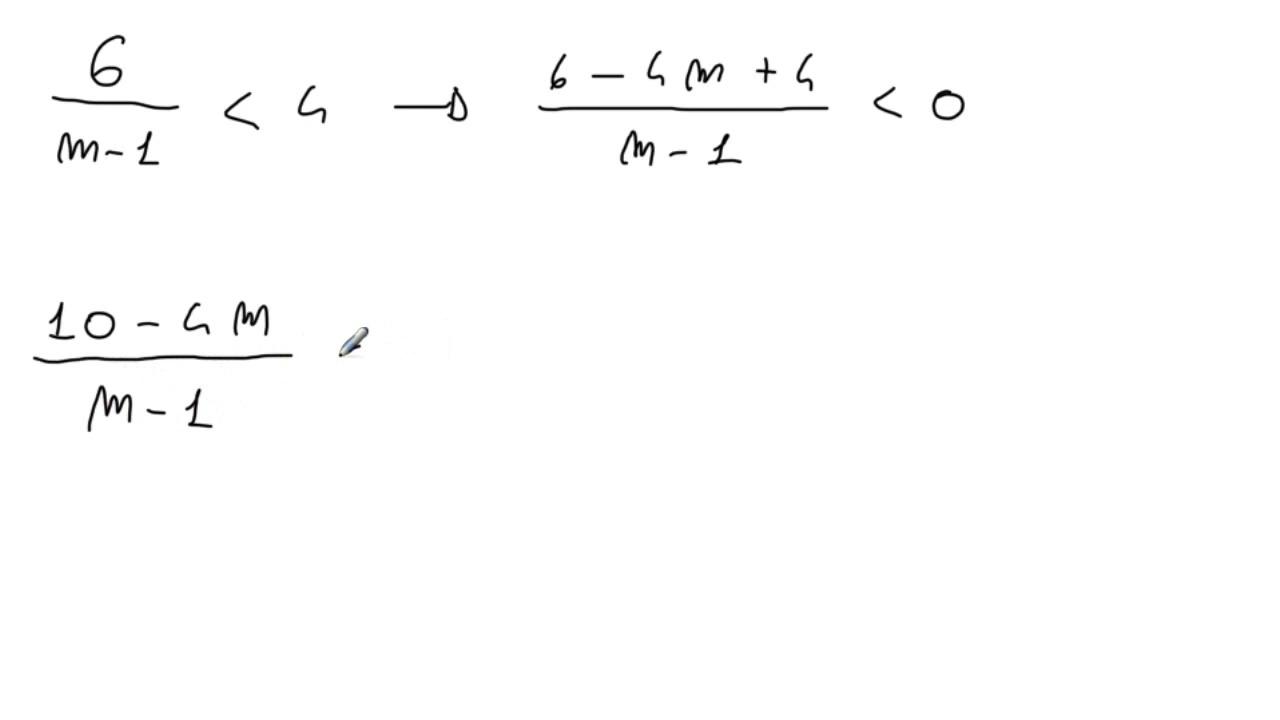 6/(m-1) < 4 → (6 - 4m + 4)/(m - 1) < 0
(10 - 4m)/(m - 1)